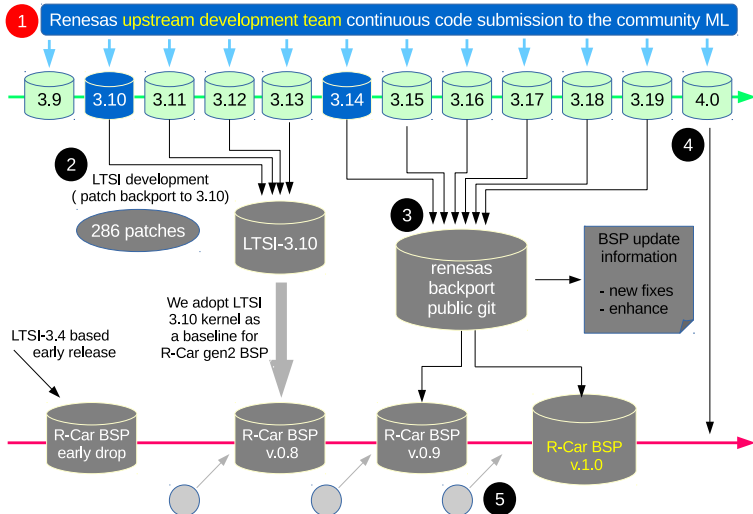 1
Renesas upstream development team continuous code submission to the community ML
3.9
3.10
3.11
3.12
3.13
3.14
3.15
3.16
3.17
3.18
3.19
4.0
2
LTSI development
( patch backport to 3.10)
286 patches
LTSI-3.10
3
renesas
backport
public git
4
BSP update
information
- new fixes
- enhance
We adopt LTSI
3.10 kernel as
a baseline for
R-Car gen2 BSP
LTSI-3.4 based
early release
R-Car BSP
early drop
R-Car BSP
v.0.8
R-Car BSP
v.0.9
R-Car BSP
v.1.0
5